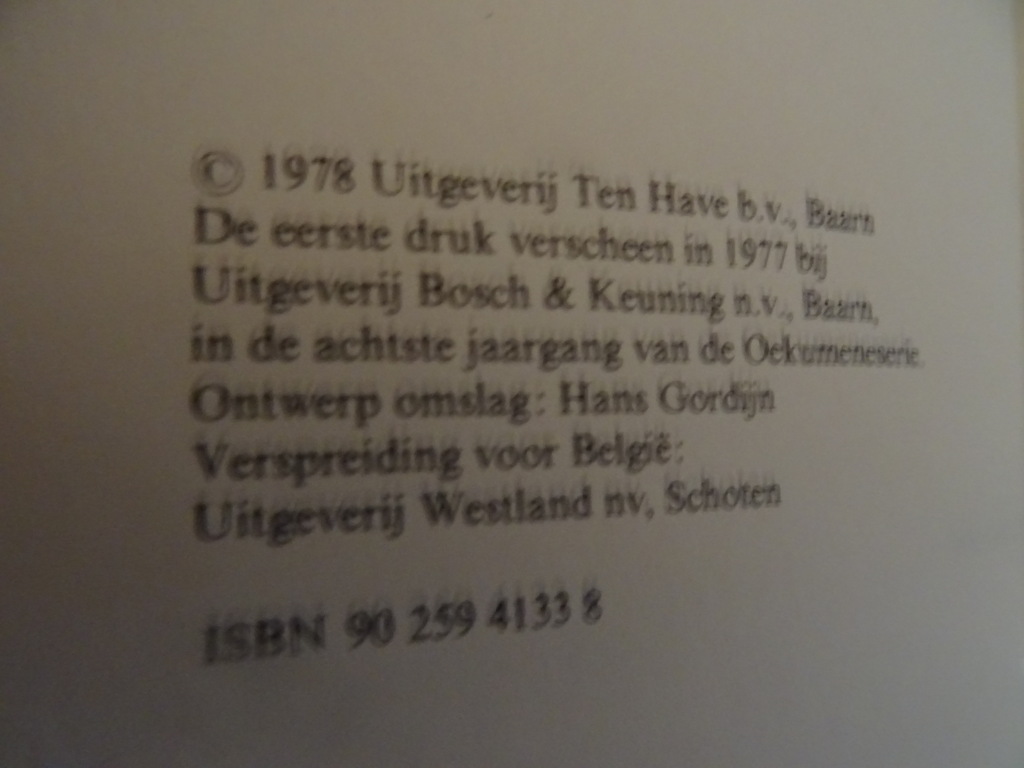 © 1978 Uitgeverij Ten Have b.v., Baarn
De eerste druk verscheen in 1977 bij
Uitgeverij Bosch & Keuning n.v., Baarn,
in de achtste jaargang van de Oekumeneserie.
Ontwerp omslag: Hans Gordijn
Verspreiding voor België:
Uitgeverij Westland nv, Schoten
ISBN 90 259 4133 8